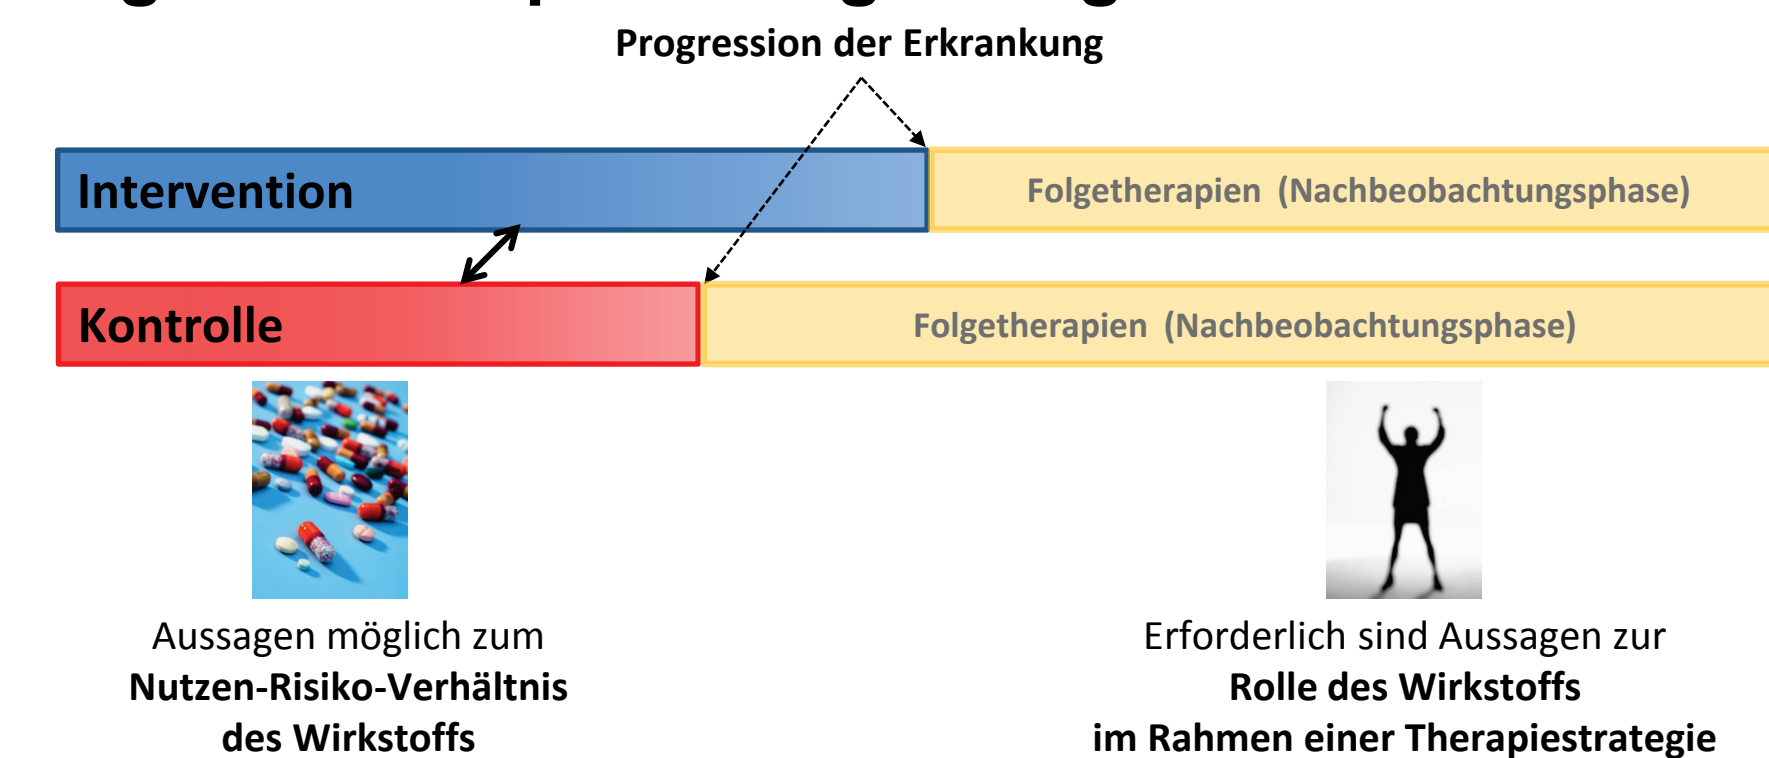 Progression der Erkrankung
Intervention
Folgetherapien (Nachbeobachtungsphase)
Kontrolle
Folgetherapien (Nachbeobachtungsphase)
Aussagen möglich zum
Nutzen-Risiko-Verhältnis
des Wirkstoffs
Erforderlich sind Aussagen zur
Rolle des Wirkstoffs
im Rahmen einer Therapiestrategie